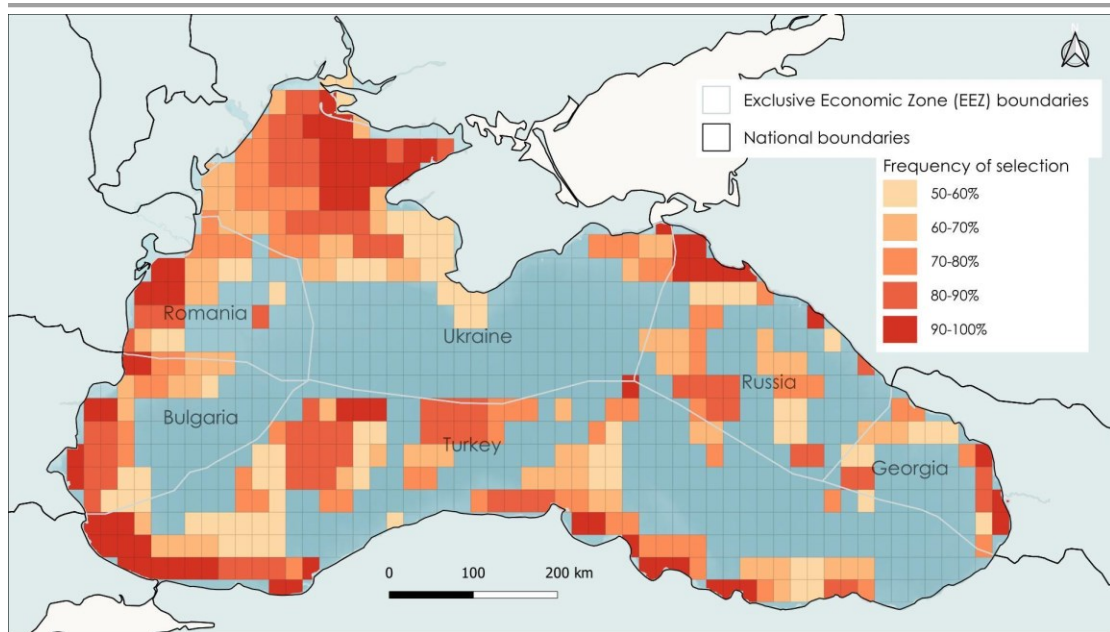 Exclusive Economic Zone (EEZ) boundaries
National boundaries
Frequency of selection
50-60%
60-70%
70-80%
80-90%
90-100%
Romania
Ukraine
Russia
Bulgaria
Turkey
Georgia
0 100 200 km